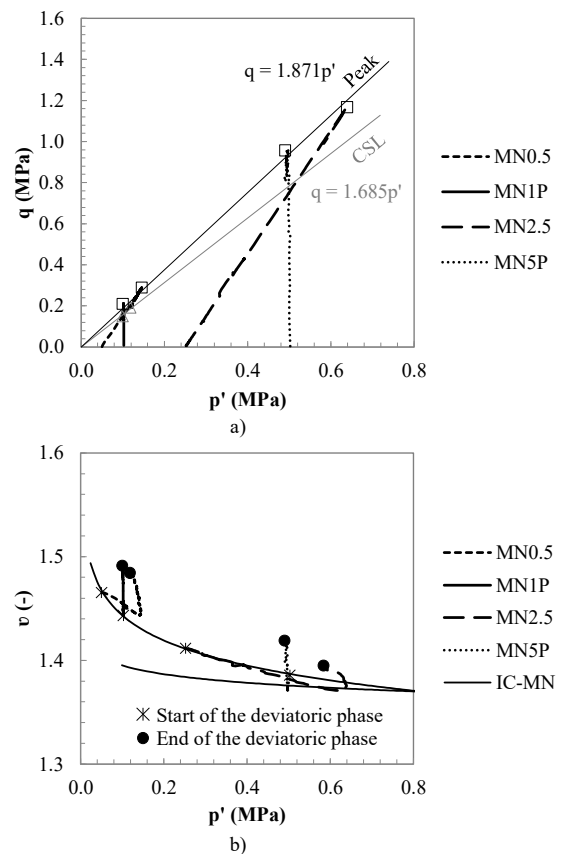 1.6
1.4
1.2
1.0
0.8
0.6
0.4
0.2
0.0
q (MPa)
q = 1.871p'
Peak
CSL
q = 1.685p'
0.0 0.2 0.4 0.6 0.8
p' (MPa)
a)
MN0.5
MN1P
MN2.5
MN5P
1.6
1.5
1.4
1.3
υ (-)
Start of the deviatoric phase
End of the deviatoric phase
0.0 0.2 0.4 0.6 0.8
p' (MPa)
b)
MN0.5
MN1P
MN2.5
MN5P
IC-MN